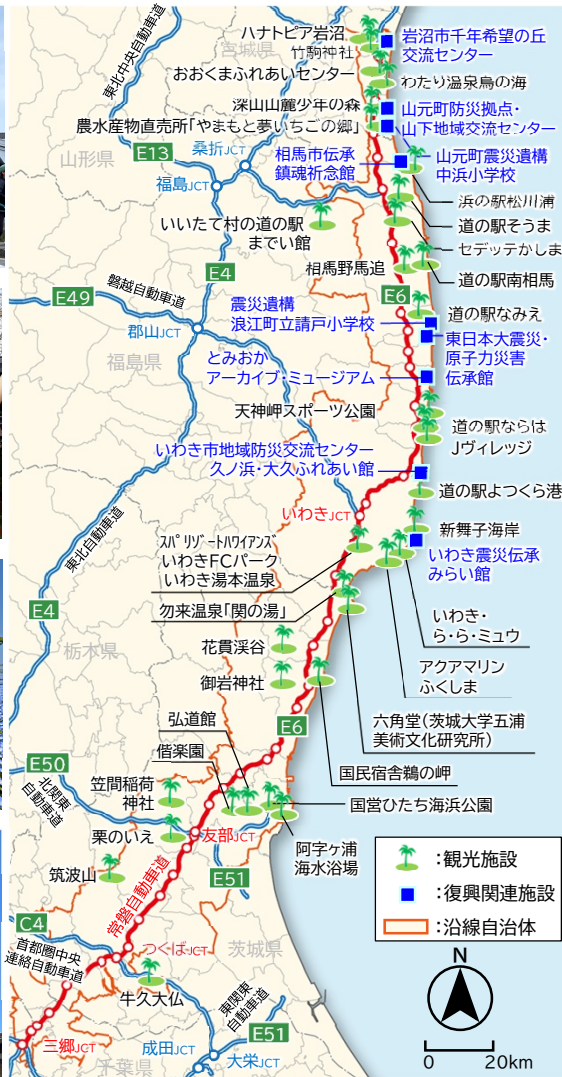 ハナトピア岩沼
宮城県
竹駒神社
岩沼市千年希望の丘
交流センター
おおくまふれあいセンター
わたり温泉鳥の海
東北中央自動車道
深山山麓少年の森
山元町防災拠点・
山下地域交流センター
農水産物直売所「やまもと夢いちごの郷」
E13
桑折JCT
山形県
相馬市伝承
鎮魂祈念館
山元町震災遺構
中浜小学校
福島JCT
浜の駅松川浦
いいたて村の道の駅
までい館
道の駅そうま
セデッテかしま
E4
相馬野馬追
道の駅南相馬
E49
磐越自動車道
E6
震災遺構
浪江町立請戸小学校
道の駅なみえ
郡山JCT
東日本大震災・
原子力災害
伝承館
福島県
とみおか
アーカイブ・ミュージアム
天神岬スポーツ公園
道の駅ならは
Jヴィレッジ
いわき市地域防災交流センター
久ノ浜・大久ふれあい館
道の駅よつくら港
東北自動車道
いわきJCT
新舞子海岸
スパリゾートハワイアンズ
いわきFCパーク
いわき湯本温泉
いわき震災伝承
みらい館
E4
勿来温泉「関の湯」
いわき・
ら・ら・ミュウ
栃木県
花貫渓谷
アクアマリン
ふくしま
御岩神社
弘道館
E6
六角堂(茨城大学五浦
美術文化研究所)
偕楽園
E50
北関東
自動車道
国民宿舎鵜の岬
笠間稲荷
神社
国営ひたち海浜公園
栗のいえ
友部JCT
阿字ヶ浦
海水浴場
筑波山
E51
常磐自動車道
:観光施設
:復興関連施設
:沿線自治体
C4
首都圏中央
連絡自動車道
つくばJCT
茨城県
牛久大仏
東関東
自動車道
E51
三郷JCT
成田JCT
大栄JCT
千葉県
N
0 20km